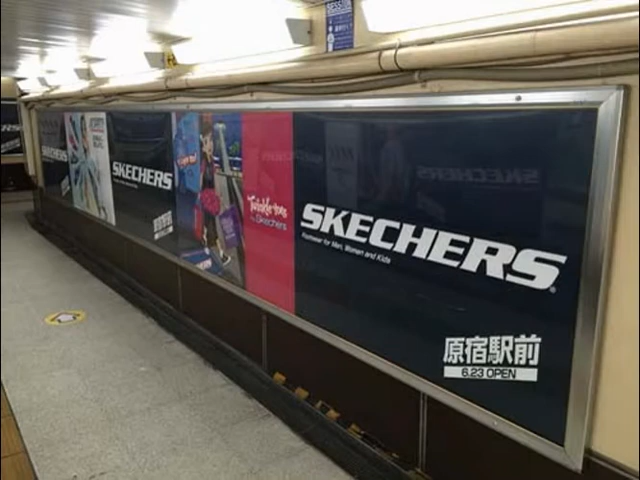 SKECHERS
SKECHERS
Twinkle toes
by Skechers
SKECHERS
Footwear for Men, Women and Kids
原宿駅前
6.23 OPEN